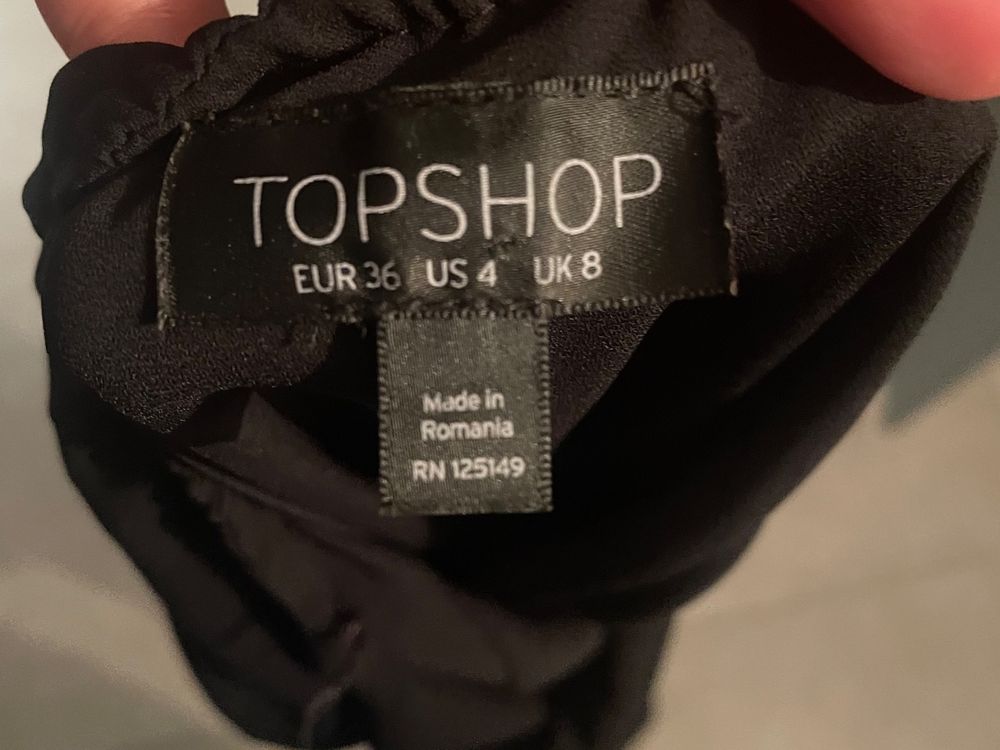 TOPSHOP
EUR 36 US 4 UK 8
Made in
Romania
RN 125149